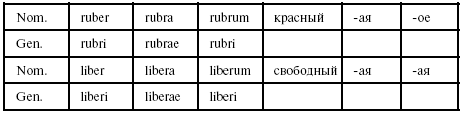 Nom. ruber rubra rubrum красный -ая -ое
Gen. rubri rubrae rubri
Nom. liber libera liberum свободный -ая -ая
Gen. liberi liberae liberi